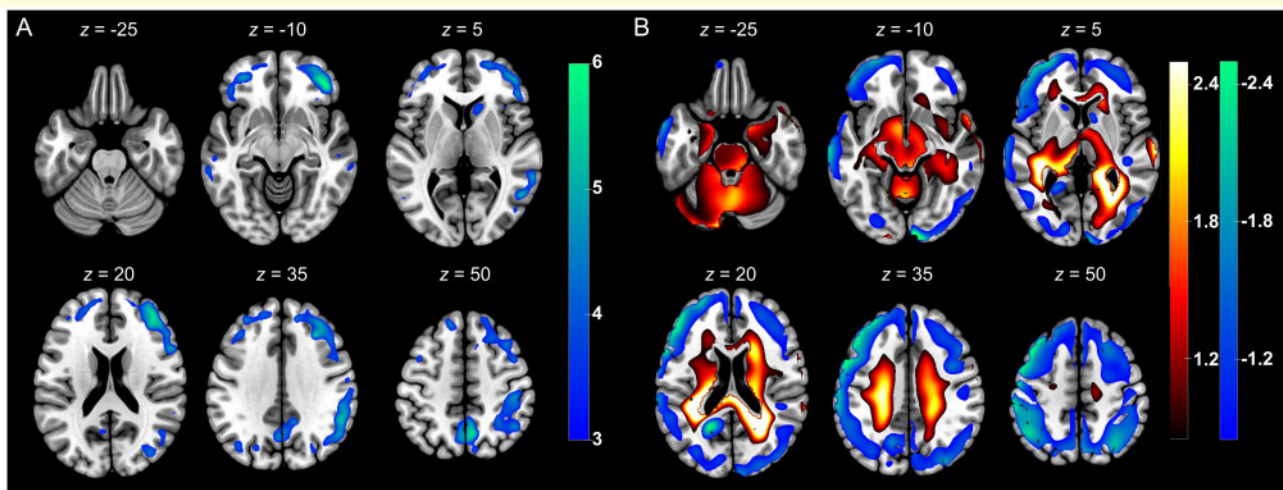 A
z = -25
z = -10
z = 5
6
5
4
3
z = 20
z = 35
z = 50
B
z = -25
z = -10
z = 5
2.4
1.8
1.2
-2.4
-1.8
-1.2
z = 20
z = 35
z = 50